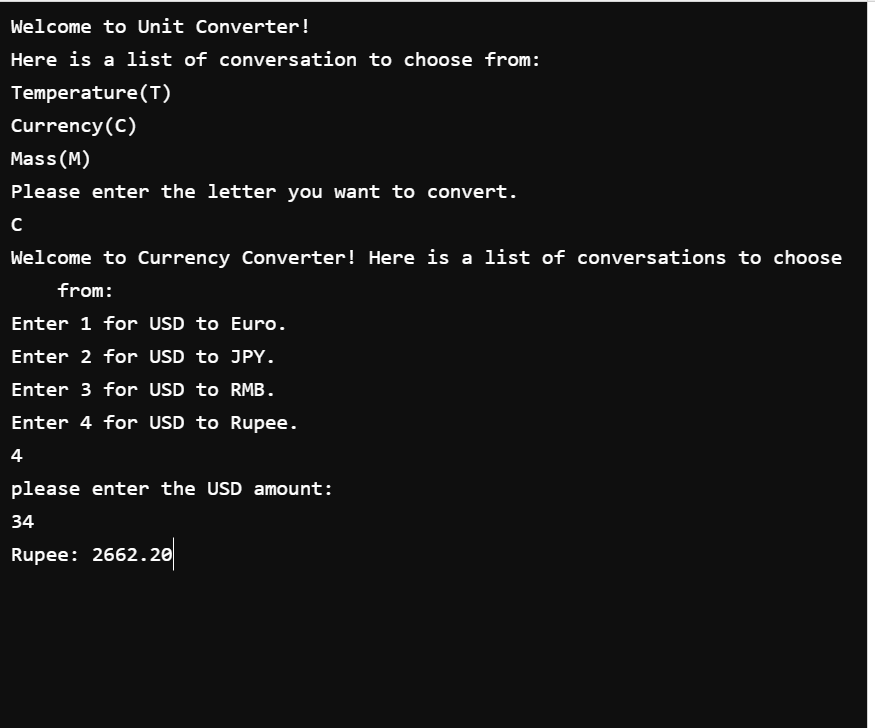 Welcome to Unit Converter!
Here is a list of conversation to choose from:
Temperature(T)
Currency(C)
Mass(M)
Please enter the letter you want to convert.
C
Welcome to Currency Converter! Here is a list of conversations to choose
from:
Enter 1 for USD to Euro.
Enter 2 for USD to JPY.
Enter 3 for USD to RMB.
Enter 4 for USD to Rupee.
4
please enter the USD amount:
34
Rupee: 2662.20